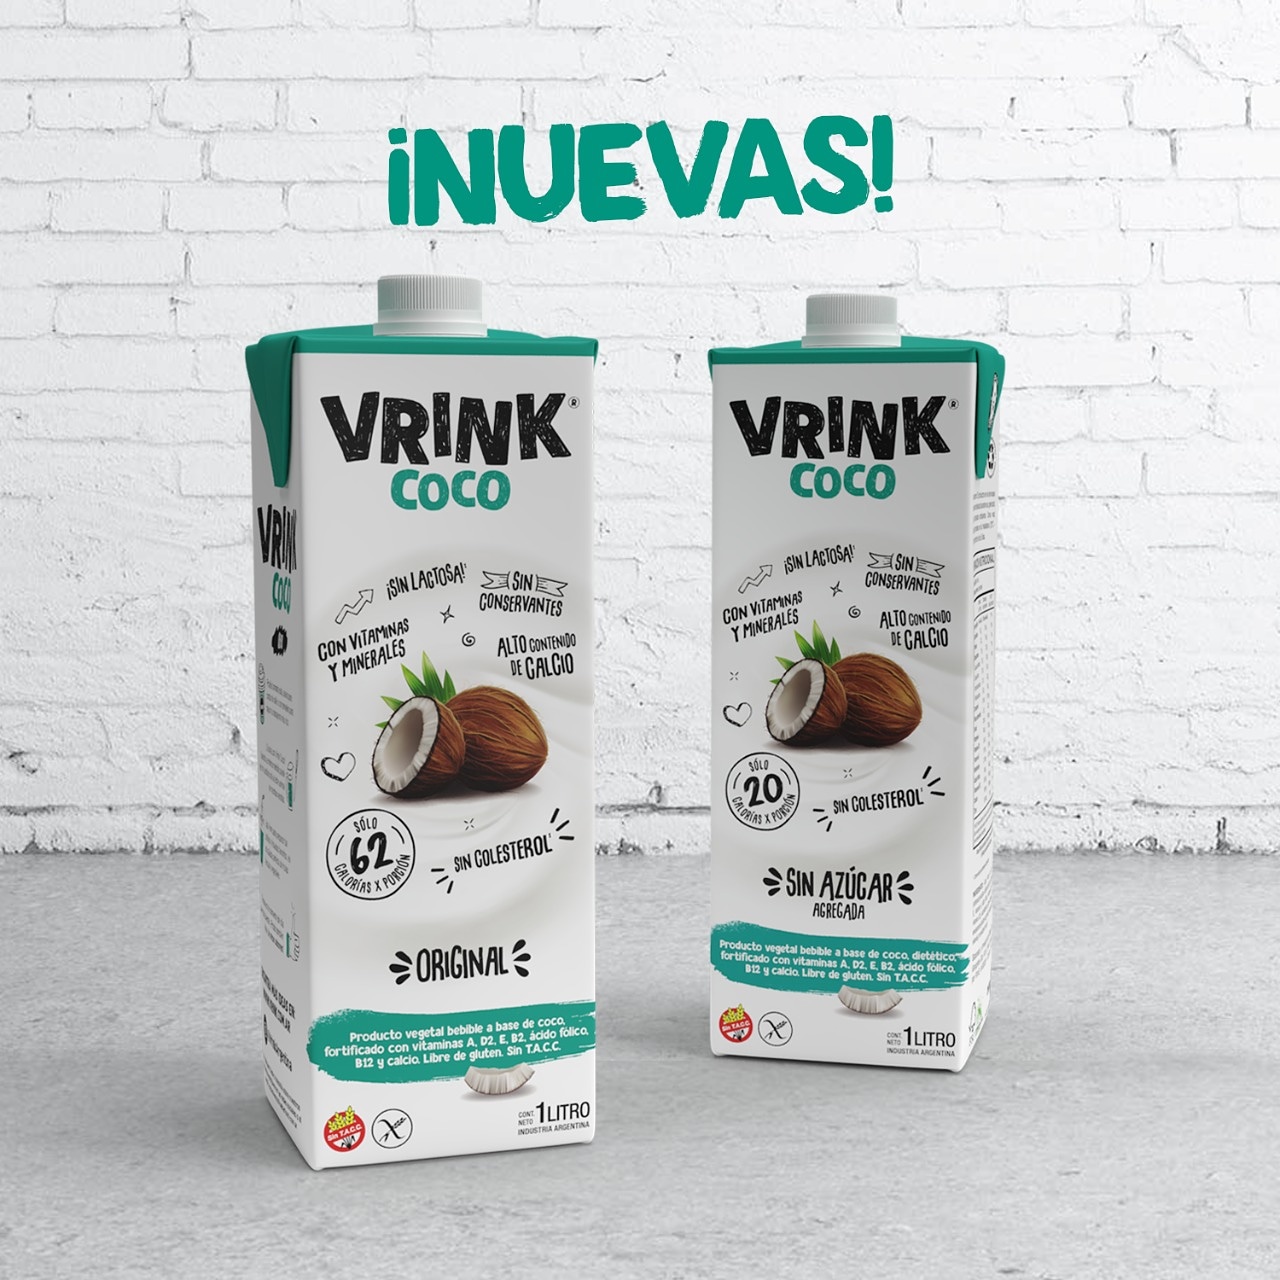 ¡NUEVAS!
VRINK®
COCO
¡SIN LACTOSA!
SIN
CONSERVANTES
CON VITAMINAS
Y MINERALES
ALTO CONTENIDO
DE CALCIO
SÓLO
62
CALORÍAS X PORCIÓN
SIN COLESTEROL
ORIGINAL
Producto vegetal bebible a base de coco,
fortificado con vitaminas A, D2, E, B2, ácido fólico,
B12 y calcio. Libre de gluten. Sin T.A.C.C.
Sin T.A.C.C.
CONT. NETO 1 LITRO
INDUSTRIA ARGENTINA
VRINK
COCO
VRINK®
COCO
¡SIN LACTOSA!
SIN
CONSERVANTES
CON VITAMINAS
Y MINERALES
ALTO CONTENIDO
DE CALCIO
SÓLO
20
CALORÍAS X PORCIÓN
SIN COLESTEROL
SIN AZÚCAR
AGREGADA
Producto vegetal bebible a base de coco, dietético,
fortificado con vitaminas A, D2, E, B2, ácido fólico,
B12 y calcio. Libre de gluten. Sin T.A.C.C.
Sin T.A.C.C.
CONT. NETO 1 LITRO
INDUSTRIA ARGENTINA